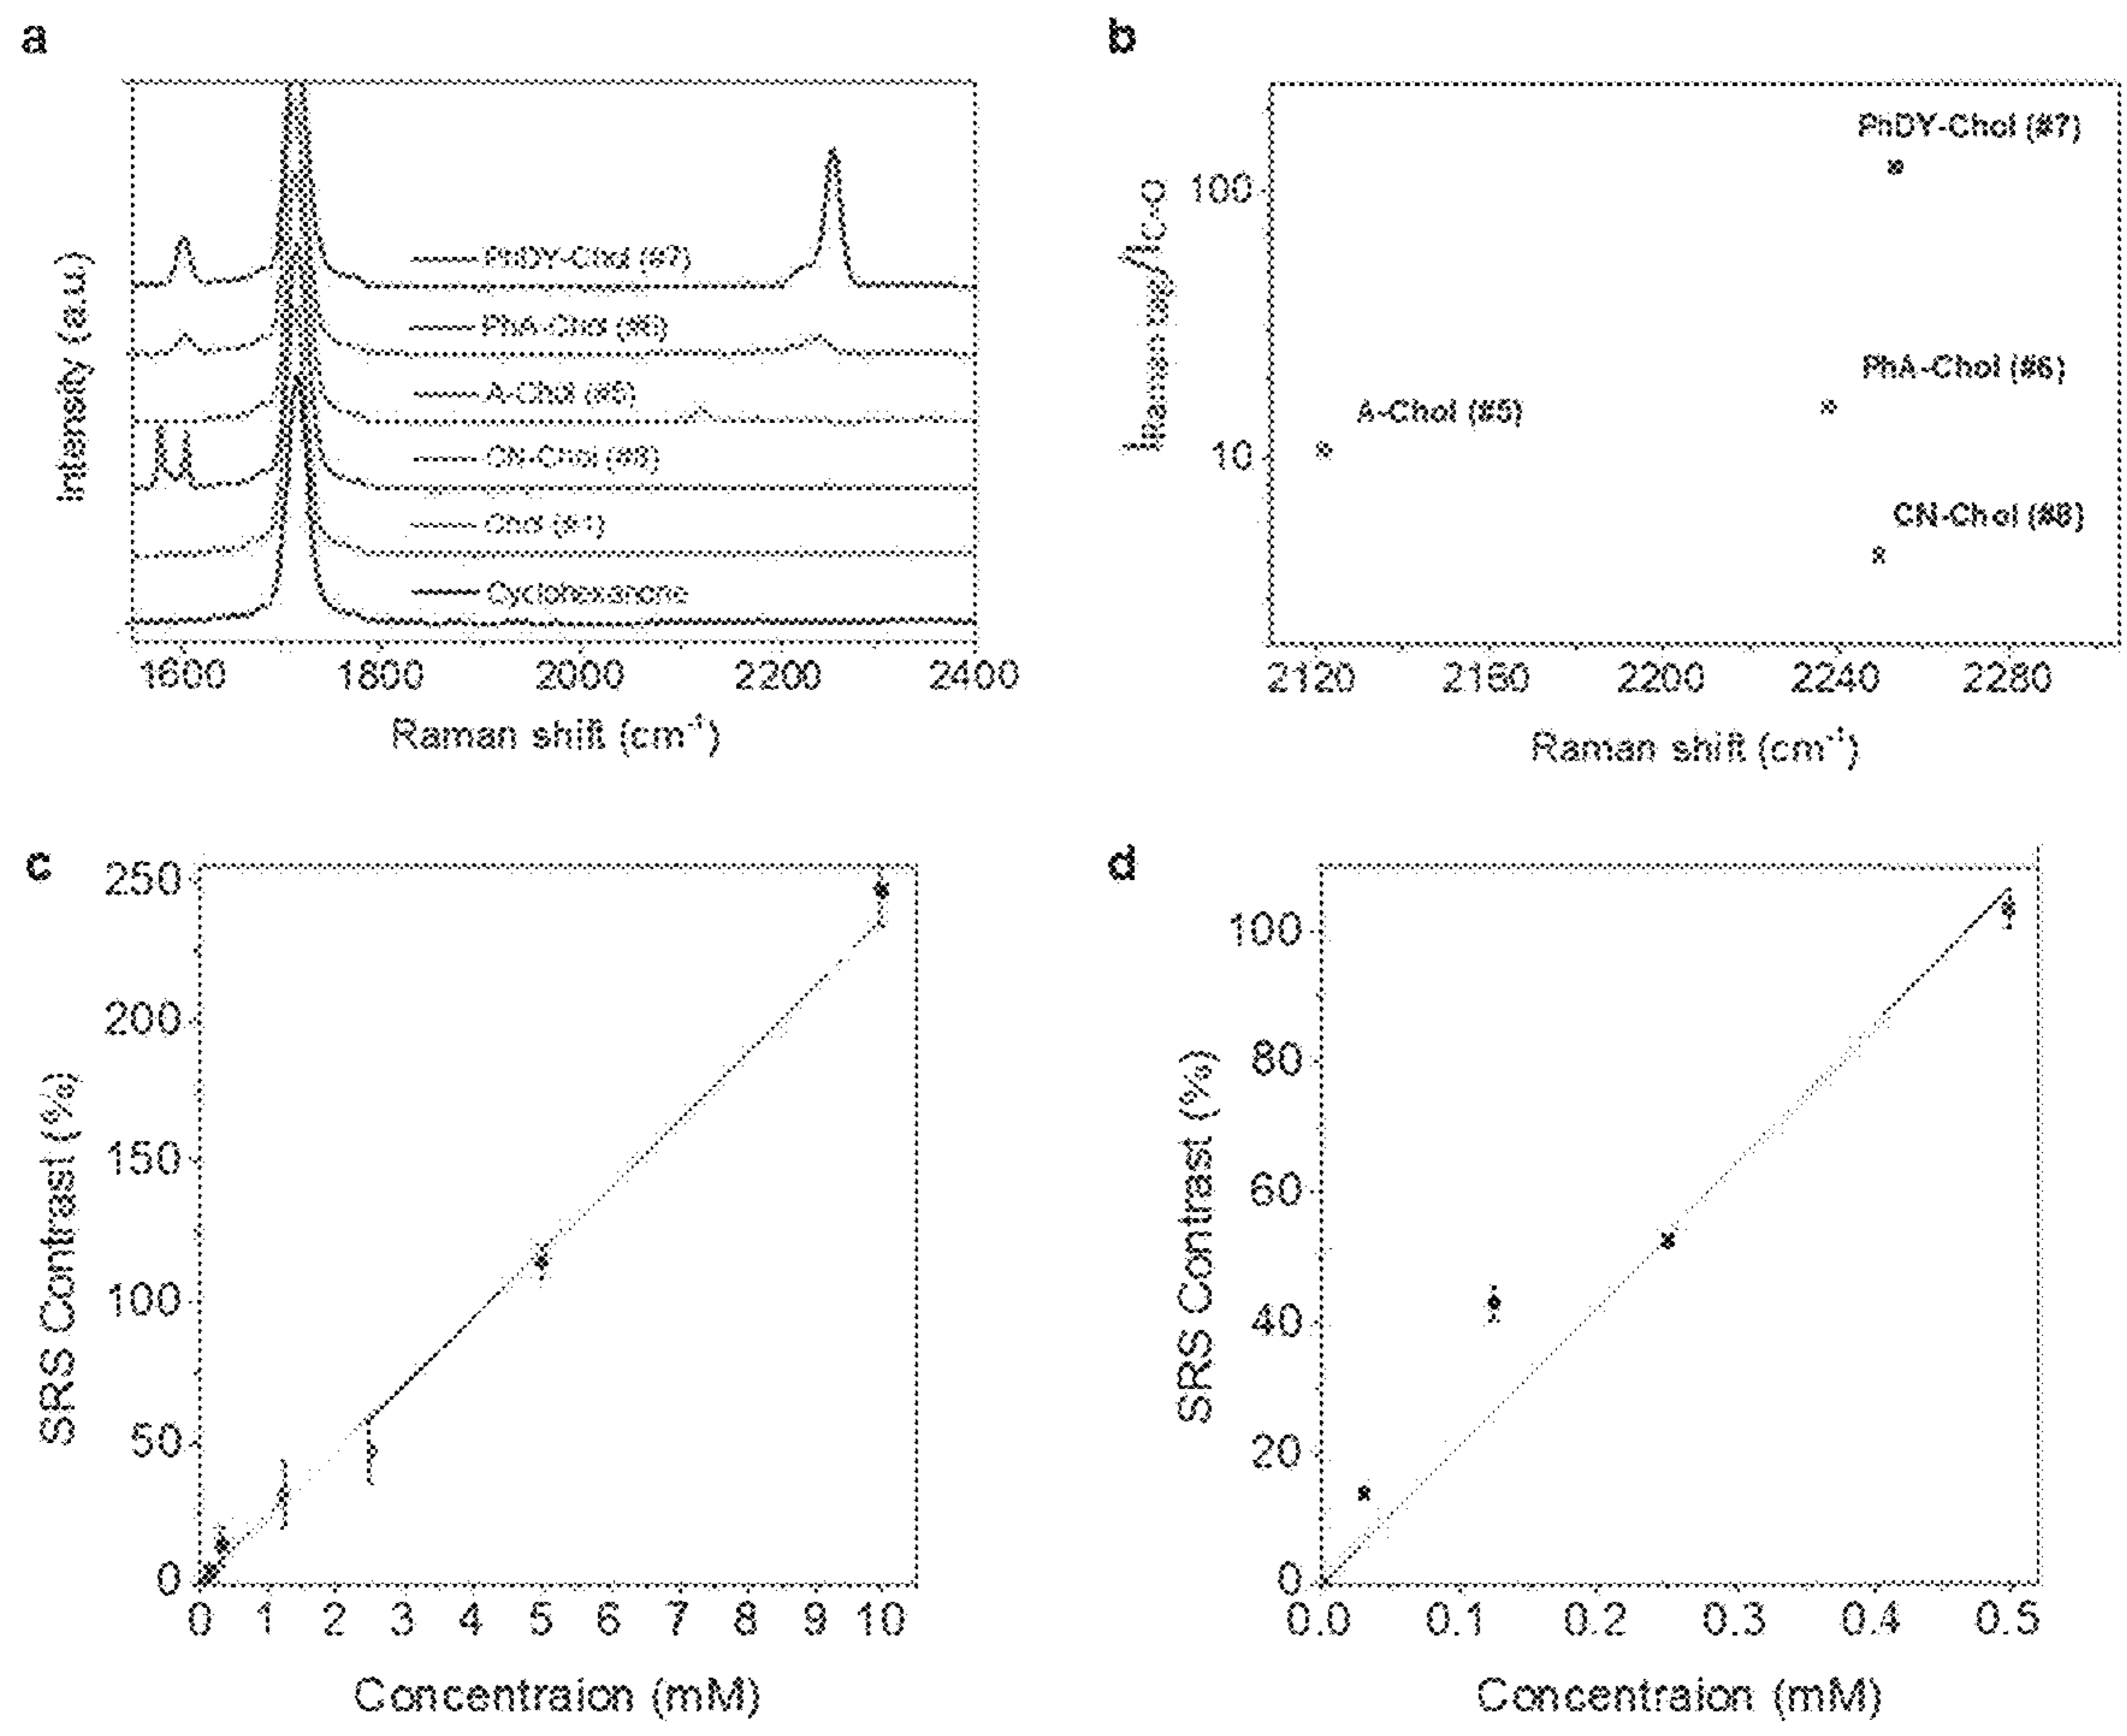 a
Intensity (a.u.)
PhDY-Chol (#7)
PhA-Chol (#6)
A-Chol (#5)
CN-Chol (#8)
Chol (#1)
Cyclohexanone
1600 1800 2000 2200 2400
Raman shift (cm-1)
b
100
10
PhDY-Chol (#7)
PhA-Chol (#6)
A-Chol (#5)
CN-Chol (#8)
2120 2160 2200 2240 2280
Raman shift (cm-1)
c
SRS Contrast (%)
250
200
150
100
50
0
0 1 2 3 4 5 6 7 8 9 10
Concentraion (mM)
d
SRS Contrast (%)
100
80
60
40
20
0
0.0 0.1 0.2 0.3 0.4 0.5
Concentraion (mM)